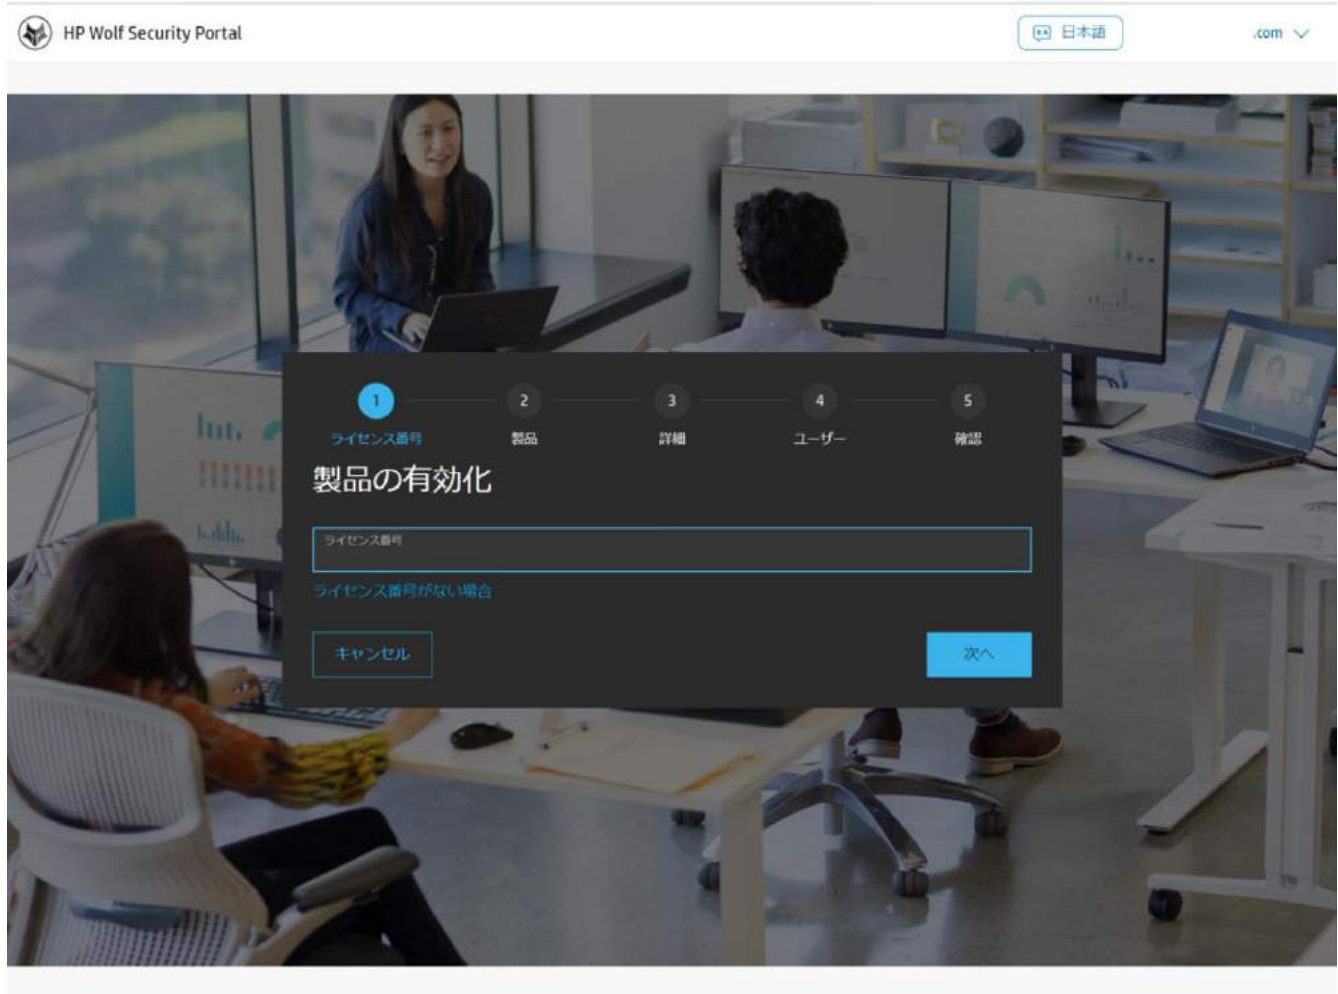 HP Wolf Security Portal
日本語
.com
1
2
3
4
5
ライセンス番号
製品
詳細
ユーザー
確認
製品の有効化
ライセンス番号
ライセンス番号がない場合
キャンセル
次へ